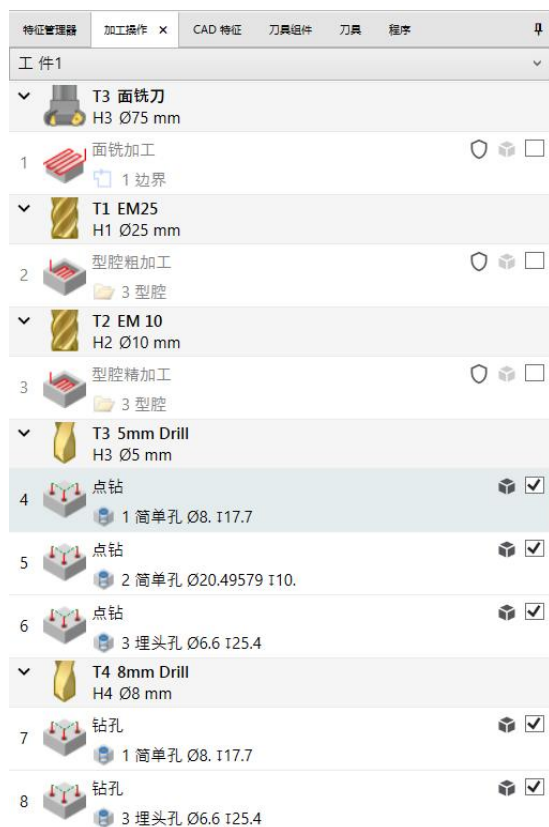 特征管理器 加工操作 × CAD 特征 刀具组件 刀具 程序
工 件1
T3 面铣刀
H3 Ø75 mm
1 面铣加工
1 边界
T1 EM25
H1 Ø25 mm
2 型腔粗加工
3 型腔
T2 EM 10
H2 Ø10 mm
3 型腔精加工
3 型腔
T3 5mm Drill
H3 Ø5 mm
4 点钻
1 简单孔 Ø8. ↧17.7
5 点钻
2 简单孔 Ø20.49579 ↧10.
6 点钻
3 埋头孔 Ø6.6 ↧25.4
T4 8mm Drill
H4 Ø8 mm
7 钻孔
1 简单孔 Ø8. ↧17.7
8 钻孔
3 埋头孔 Ø6.6 ↧25.4